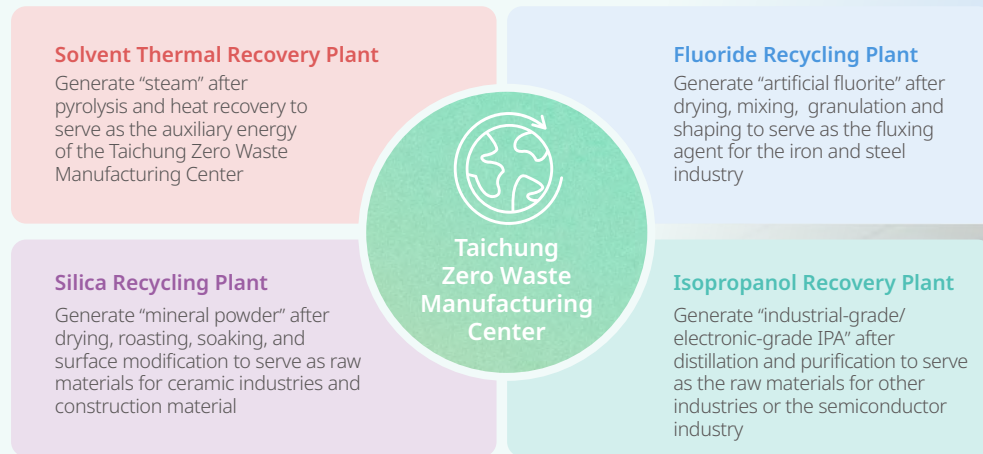 Solvent Thermal Recovery Plant
Generate “steam” after
pyrolysis and heat recovery to
serve as the auxiliary energy
of the Taichung Zero Waste
Manufacturing Center
Fluoride Recycling Plant
Generate “artificial fluorite” after
drying, mixing, granulation and
shaping to serve as the fluxing
agent for the iron and steel
industry
Taichung
Zero Waste
Manufacturing
Center
Silica Recycling Plant
Generate “mineral powder” after
drying, roasting, soaking, and
surface modification to serve as raw
materials for ceramic industries and
construction material
Isopropanol Recovery Plant
Generate “industrial-grade/
electronic-grade IPA” after
distillation and purification to serve
as the raw materials for other
industries or the semiconductor
industry